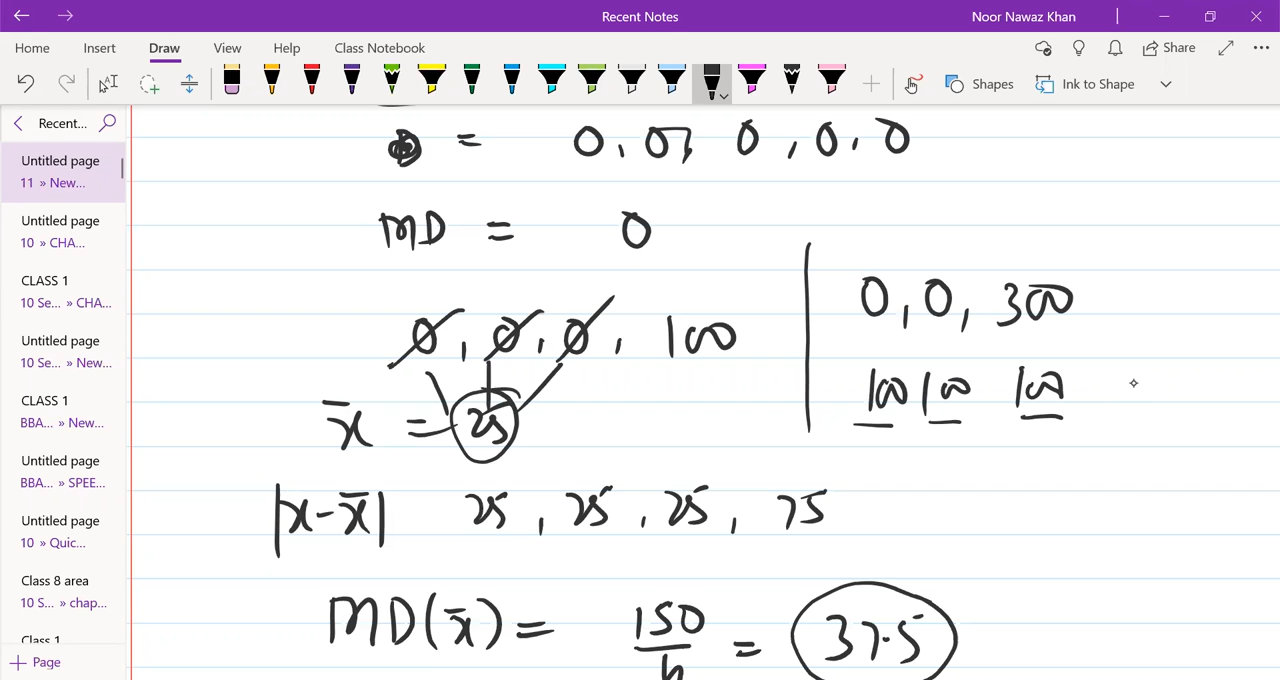 Recent Notes
Noor Nawaz Khan
Home Insert Draw View Help Class Notebook
Share
Shapes
Ink to Shape
Recent...
Untitled page
11 » New...
Untitled page
10 » CHA...
CLASS 1
10 Se... » CHA...
Untitled page
10 Se... » New...
CLASS 1
BBA... » New...
Untitled page
BBA... » SPEE...
Untitled page
10 » Quic...
Class 8 area
10 S... » chap...
Class 1
+ Page
= 0, 0, 0, 0, 0
MD = 0
0, 0, 0, 100
x̄ = 25
|x-x̄| 25, 25, 25, 75
MD(x̄) = 150/4 = 37.5
0, 0, 300
100 100 100